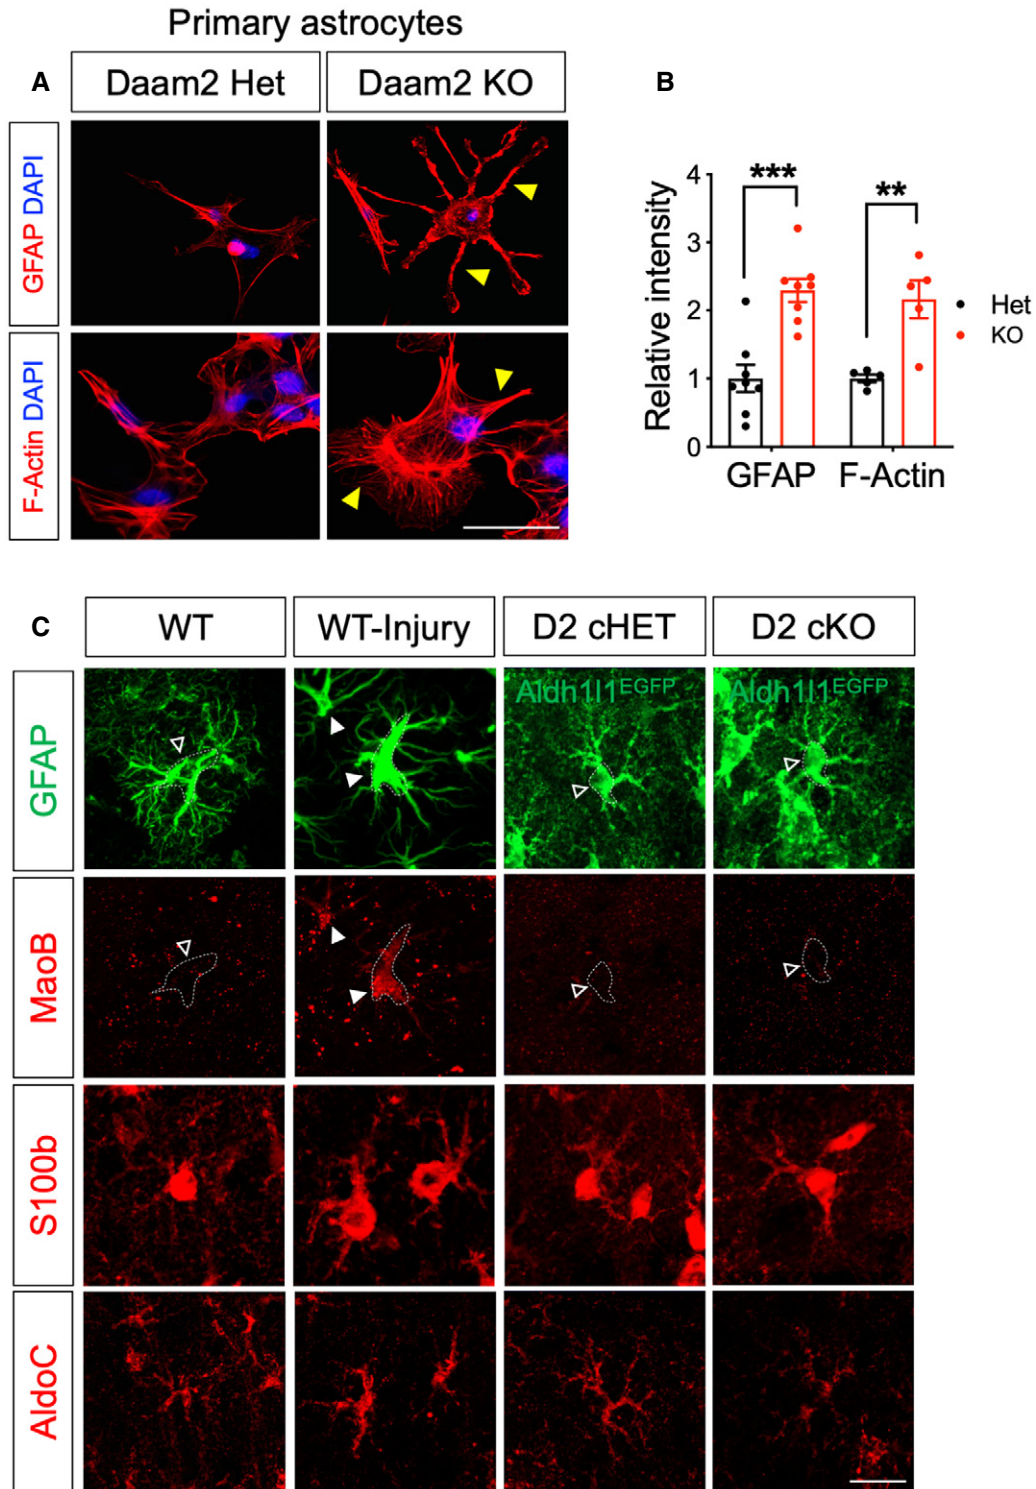 Primary astrocytes
A
Daam2 Het
Daam2 KO
GFAP DAPI
F-Actin DAPI
B
Relative intensity
4
3
2
1
0
***
**
GFAP
F-Actin
Het
KO
C
WT
WT-Injury
D2 cHET
D2 cKO
GFAP
Aldh1l1EGFP
Aldh1l1EGFP
MaoB
S100b
AldoC